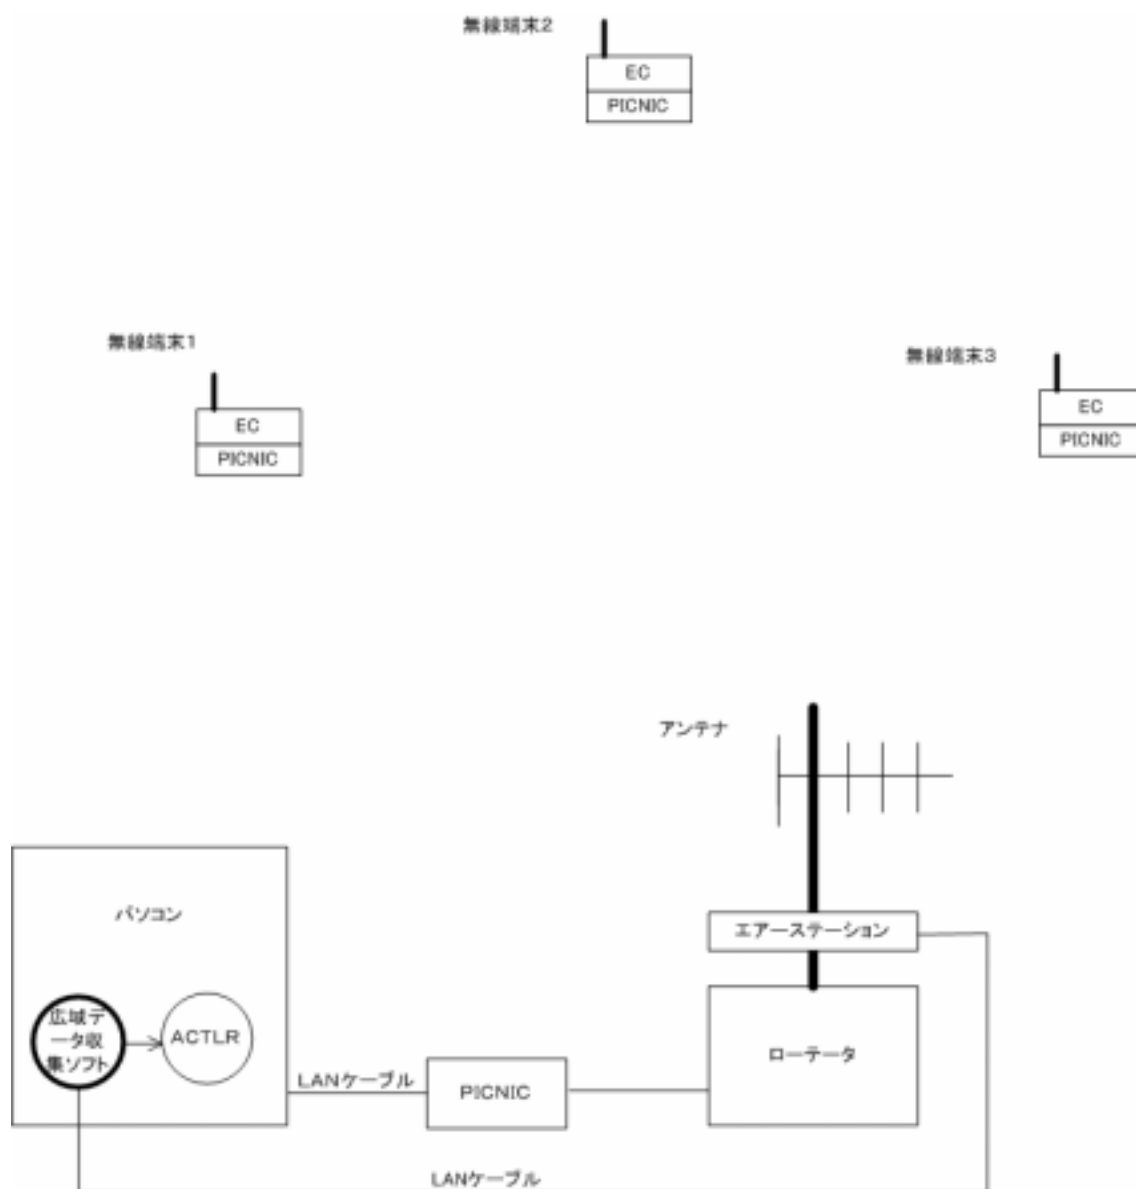 無線端末2
EC
PICNIC
無線端末1
EC
PICNIC
無線端末3
EC
PICNIC
アンテナ
パソコン
エアーステーション
広域デ
ータ収
集ソフト
ACTLR
ローテータ
LANケーブル
PICNIC
LANケーブル